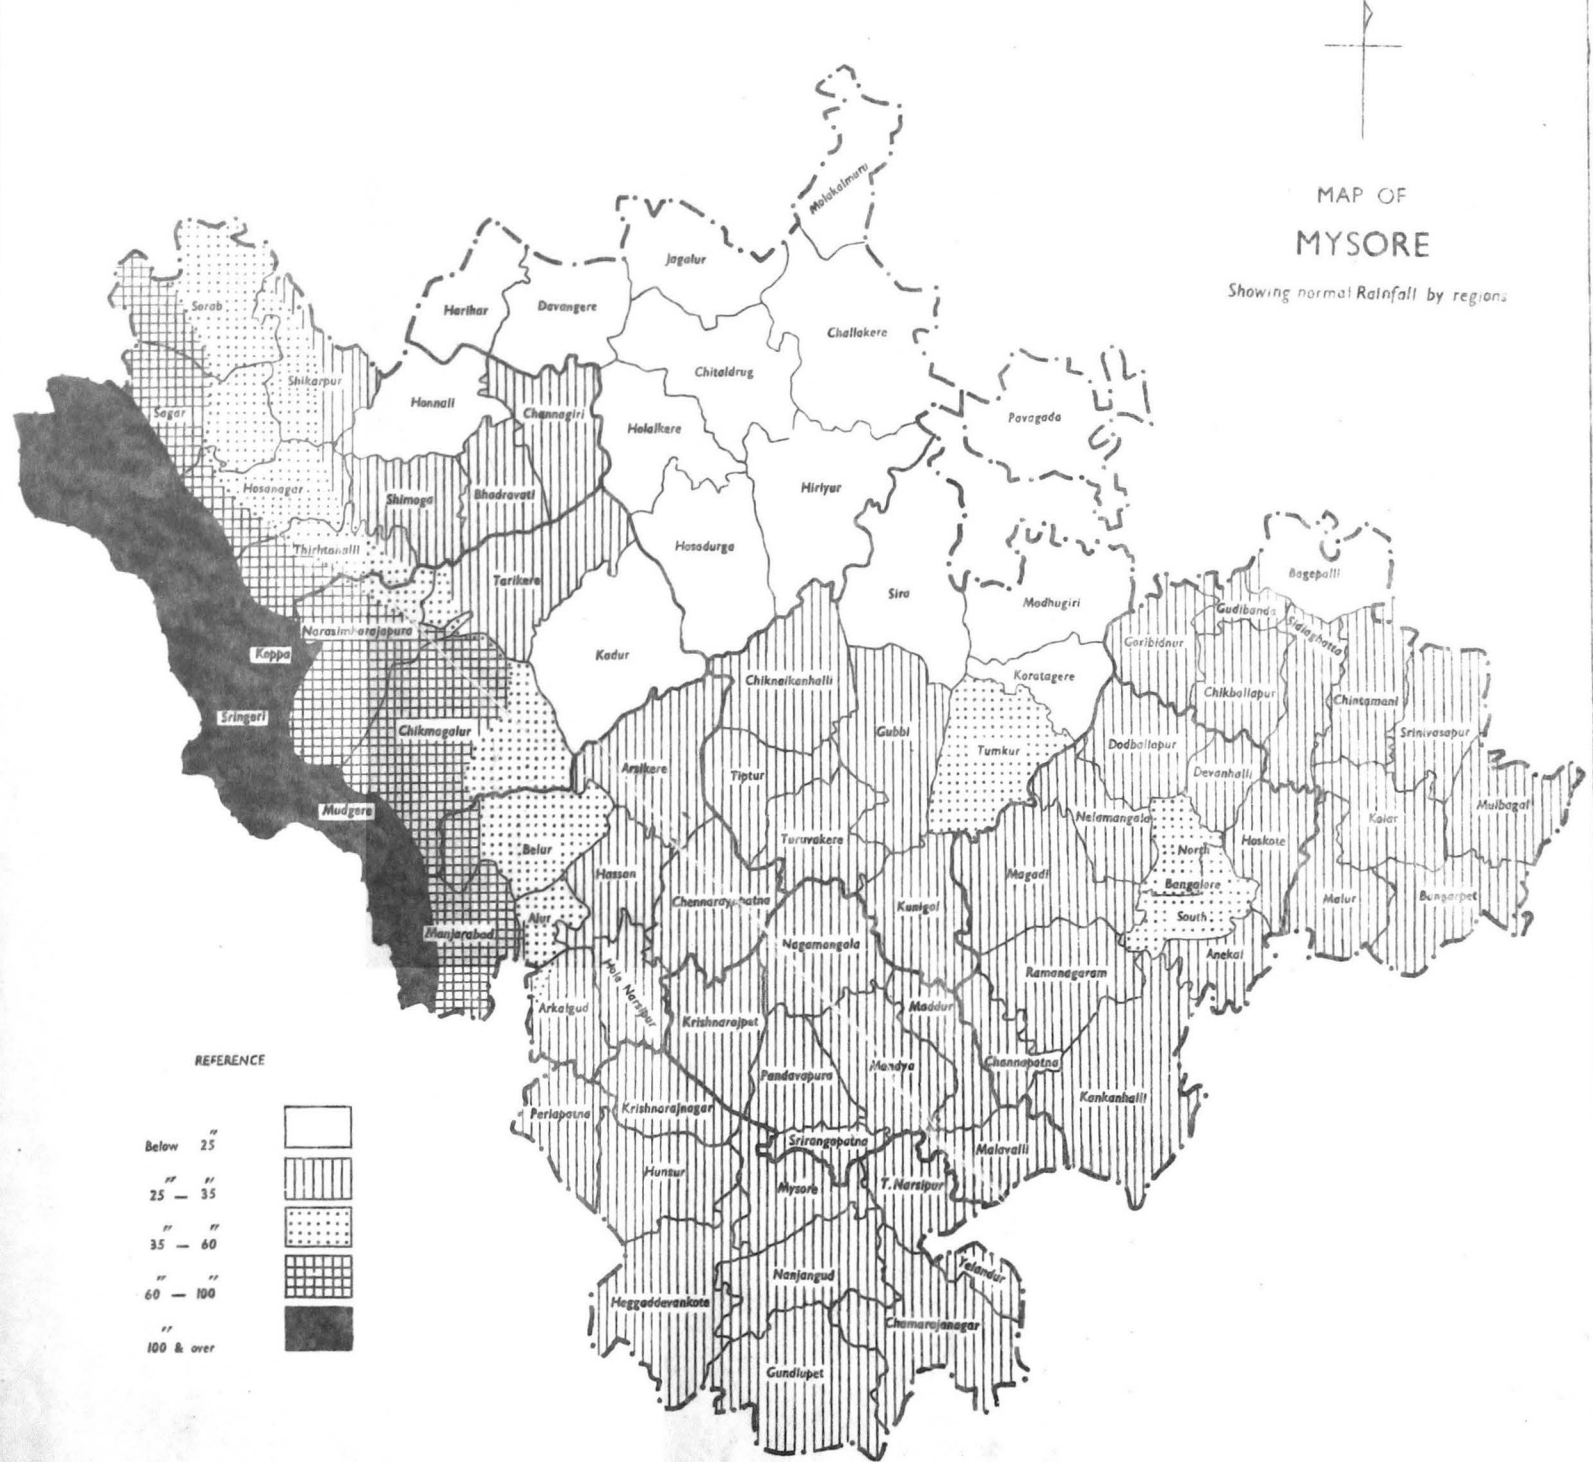 MAP OF
MYSORE
Showing normal Rainfall by regions
Molakalmuru
Jagalur
Harihar
Davangere
Challakere
Sorab
Chitaldrug
Shikarpur
Honnali
Channagiri
Sagar
Holalkere
Pavagada
Hosanagar
Shimoga
Bhadravati
Hiriyur
Thirhtahalli
Hosadurga
Tarikere
Sira
Madhugiri
Bagepalli
Gudibanda
Sidlaghatta
Narasimharajapura
Koppa
Kadur
Goribidnur
Chiknaikanhalli
Koratagere
Chikballapur
Chintamani
Sringeri
Chikmagalur
Gubbi
Tumkur
Dodballapur
Srinivasapur
Arsikere
Tiptur
Devanhalli
Mudgere
Nelamangala
Kolar
Mulbagal
Belur
Turuvakere
North
Hoskote
Hassan
Magadi
Bangalore
Chennarayapatna
Kunigal
South
Malur
Bungarpet
Alur
Manjarabad
Nagamangala
Anekal
Hole Narsipur
Ramanagaram
Arkalgud
Krishnarajpet
Maddur
REFERENCE
Channapatna
Pandavapura
Mandya
Kankanhalli
Periapatna
Krishnarajnagar
Below 25"
Srirangapatna
Malavalli
Hunsur
Mysore
T. Narsipur
25" — 35"
35" — 60"
Nanjangud
Yelandur
60" — 100"
Heggaddevankote
Chamarajanagar
100" & over
Gundlupet